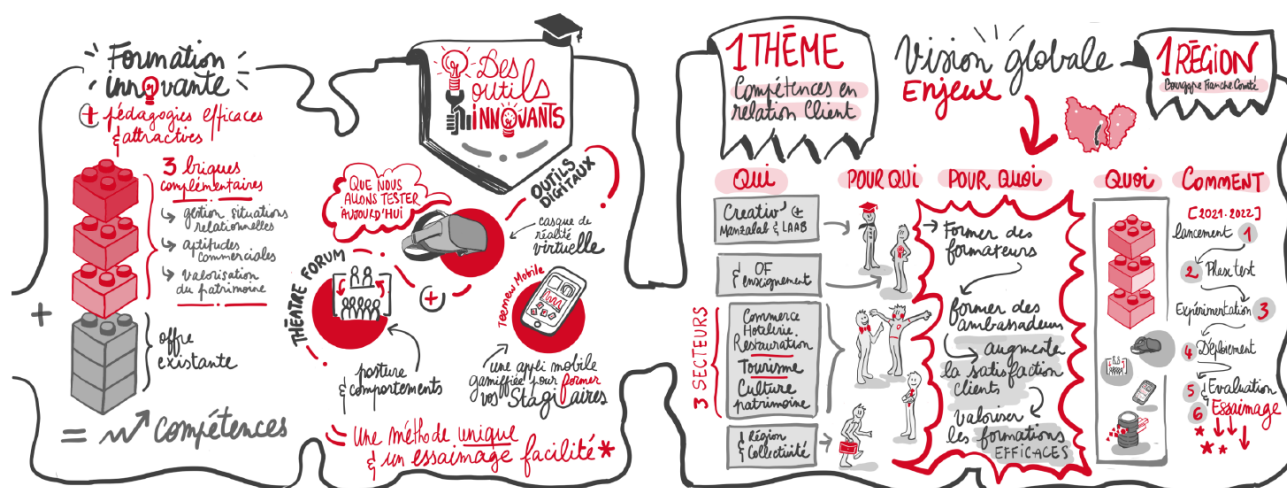 Formation
innovante
+ pédagogies efficaces
& attractives
3 briques
complémentaires
↳ gestion situations
relationnelles
↳ aptitudes
commerciales
↳ valorisation
du patrimoine
+
offre
existante
= compétences
Des
outils
INNOVANTS
QUE NOUS
ALLONS TESTER
AUJOURD'HUI
OUTILS
DIGITAUX
casque de
réalité
virtuelle
THÉATRE FORUM
+
posture
& comportements
Teemew Mobile
une appli mobile
gamifiée pour former
vos Stagiaires
Une méthode unique
& un essaimage facilité *
1 THÈME
Compétences en
relation Client
Vision globale
Enjeux
1 RÉGION
Bourgogne Franche Comté
QUI
Creativ' +
Manzalab & LAAB
OF
& enseignement
3 SECTEURS
Commerce
Hotelerie
Restauration
Tourisme
Culture
patrimoine
Région
& Collectivité
POUR QUI
POUR QUOI
Former des
formateurs
former des
ambassadeurs
augmenter
la satisfaction
clients
valoriser
les formations
EFFICACES
QUOI
COMMENT
[2021-2022]
lancement 1
2 Plex test
Expérimentation 3
4 Déploiement
5 Evaluation
6 Essaimage